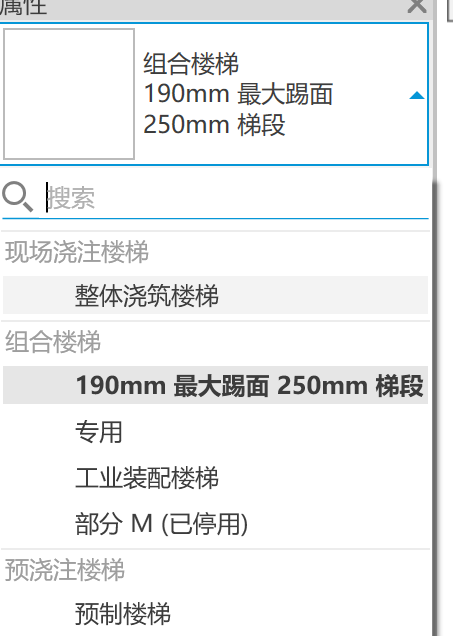 属性
组合楼梯
190mm 最大踢面
250mm 梯段
搜索
现场浇注楼梯
整体浇筑楼梯
组合楼梯
190mm 最大踢面 250mm 梯段
专用
工业装配楼梯
部分 M (已停用)
预浇注楼梯
预制楼梯